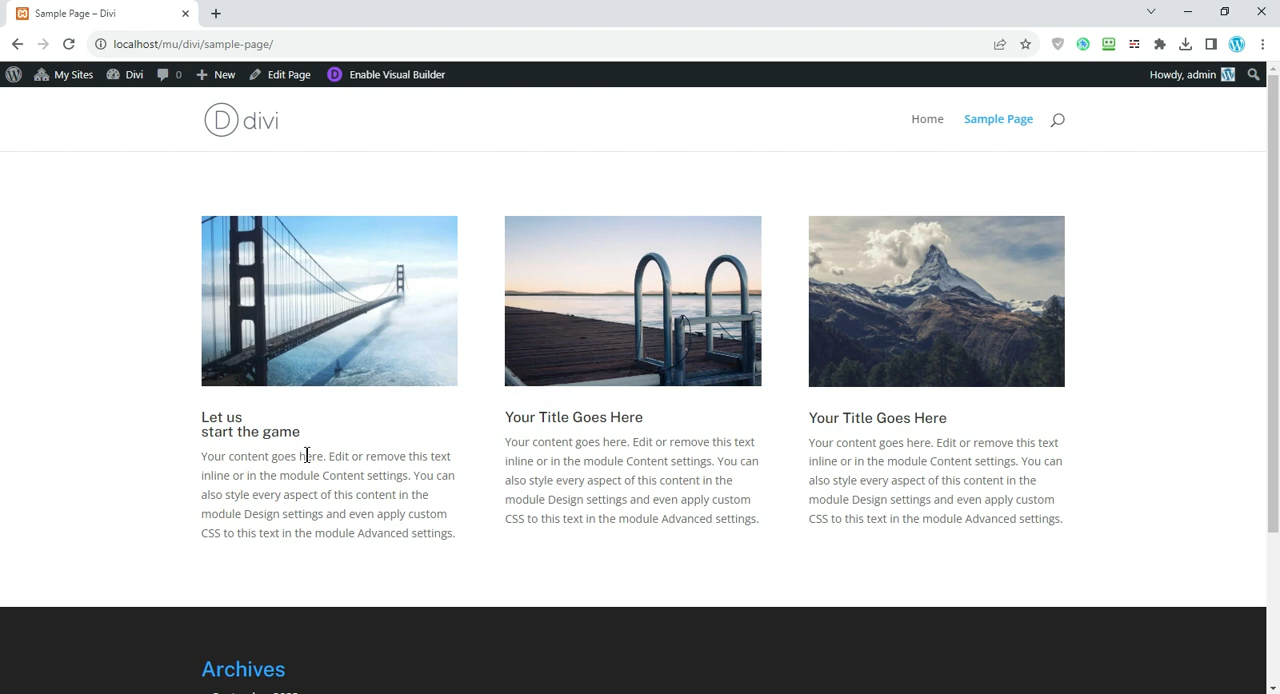 Sample Page – Divi
localhost/mu/divi/sample-page/
My Sites Divi 0 New Edit Page Enable Visual Builder Howdy, admin
D divi Home Sample Page
Let us
start the game
Your content goes here. Edit or remove this text
inline or in the module Content settings. You can
also style every aspect of this content in the
module Design settings and even apply custom
CSS to this text in the module Advanced settings.
Your Title Goes Here
Your content goes here. Edit or remove this text
inline or in the module Content settings. You can
also style every aspect of this content in the
module Design settings and even apply custom
CSS to this text in the module Advanced settings.
Your Title Goes Here
Your content goes here. Edit or remove this text
inline or in the module Content settings. You can
also style every aspect of this content in the
module Design settings and even apply custom
CSS to this text in the module Advanced settings.
Archives